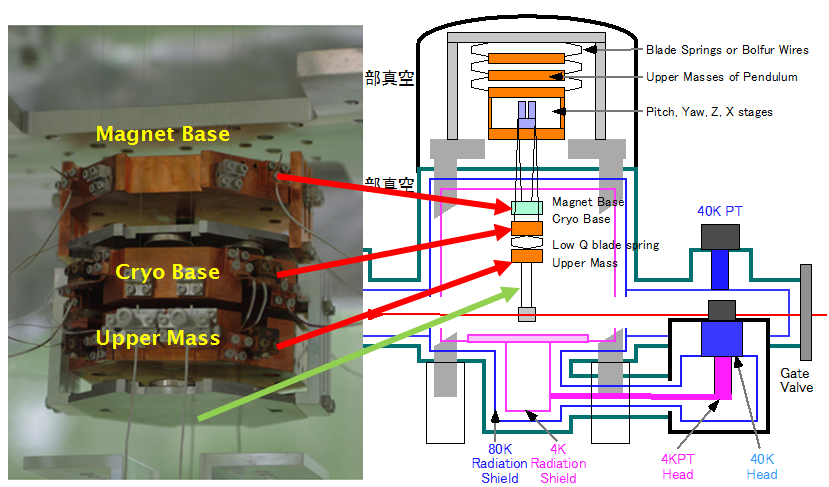 Magnet Base
Cryo Base
Upper Mass
部真空
部真空
Blade Springs or Bolfur Wires
Upper Masses of Pendulum
Pitch, Yaw, Z, X stages
Magnet Base
Cryo Base
Low Q blade spring
Upper Mass
40K PT
Gate
Valve
80K
Radiation
Shield
4K
Radiation
Shield
4KPT
Head
40K
Head